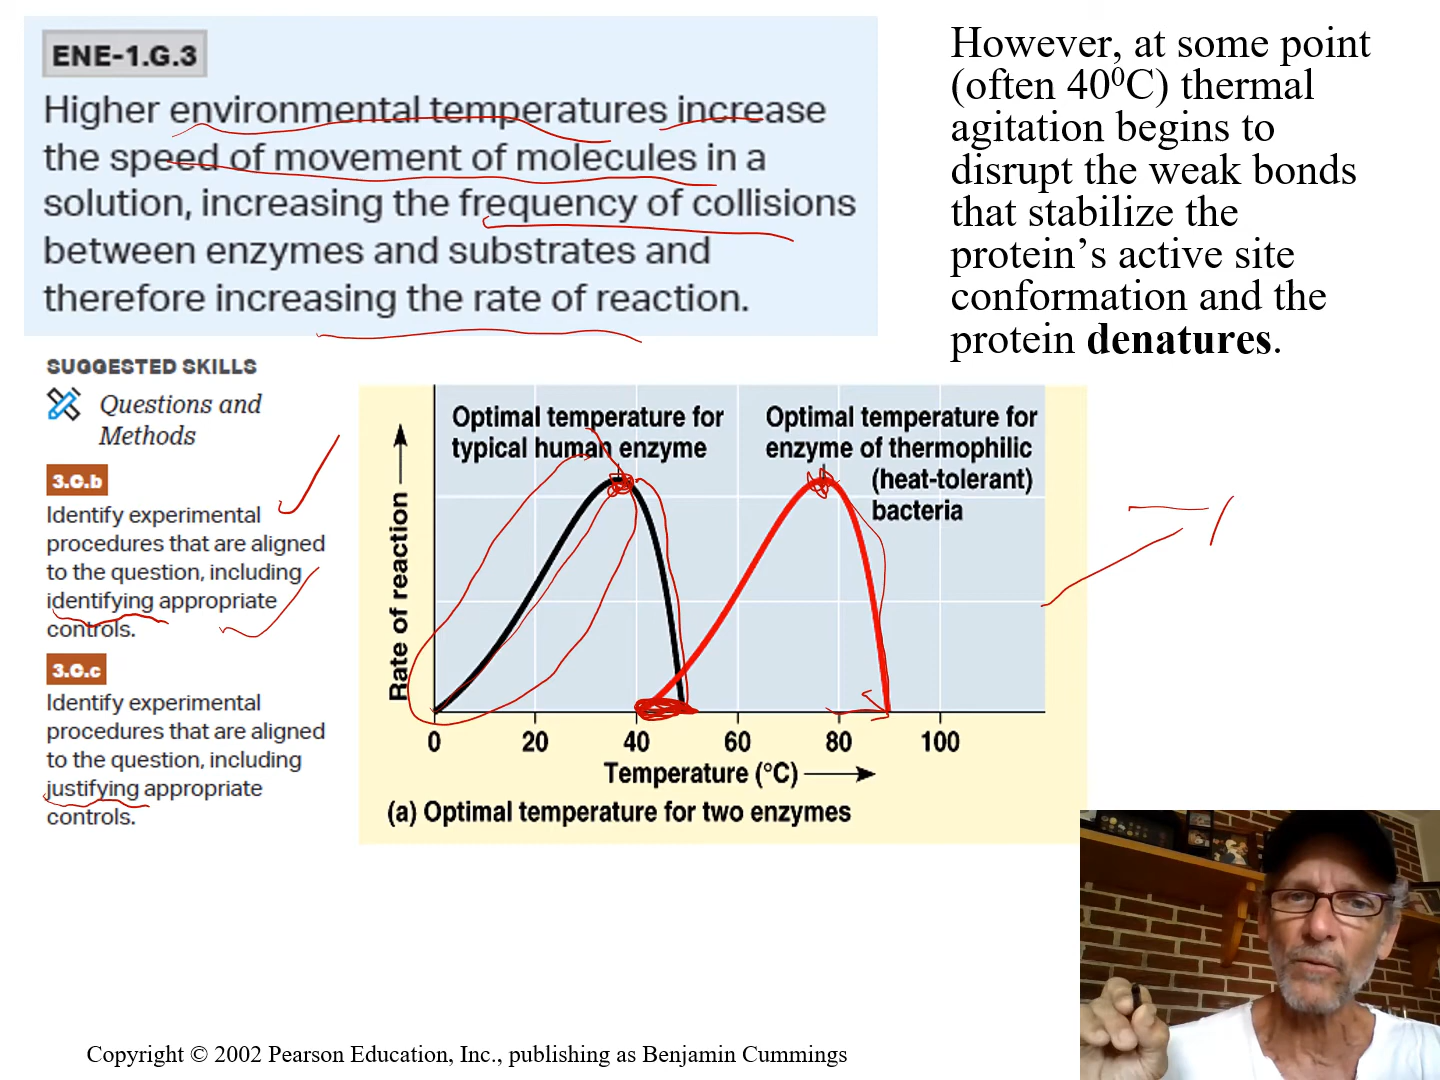 ENE-1.G.3
Higher environmental temperatures increase
the speed of movement of molecules in a
solution, increasing the frequency of collisions
between enzymes and substrates and
therefore increasing the rate of reaction.
However, at some point
(often 40⁰C) thermal
agitation begins to
disrupt the weak bonds
that stabilize the
protein’s active site
conformation and the
protein denatures.
SUGGESTED SKILLS
Questions and
Methods
3.C.b
Identify experimental
procedures that are aligned
to the question, including
identifying appropriate
controls.
3.C.c
Identify experimental
procedures that are aligned
to the question, including
justifying appropriate
controls.
Optimal temperature for
typical human enzyme
Optimal temperature for
enzyme of thermophilic
(heat-tolerant)
bacteria
Rate of reaction
0 20 40 60 80 100
Temperature (°C)
(a) Optimal temperature for two enzymes
Copyright © 2002 Pearson Education, Inc., publishing as Benjamin Cummings